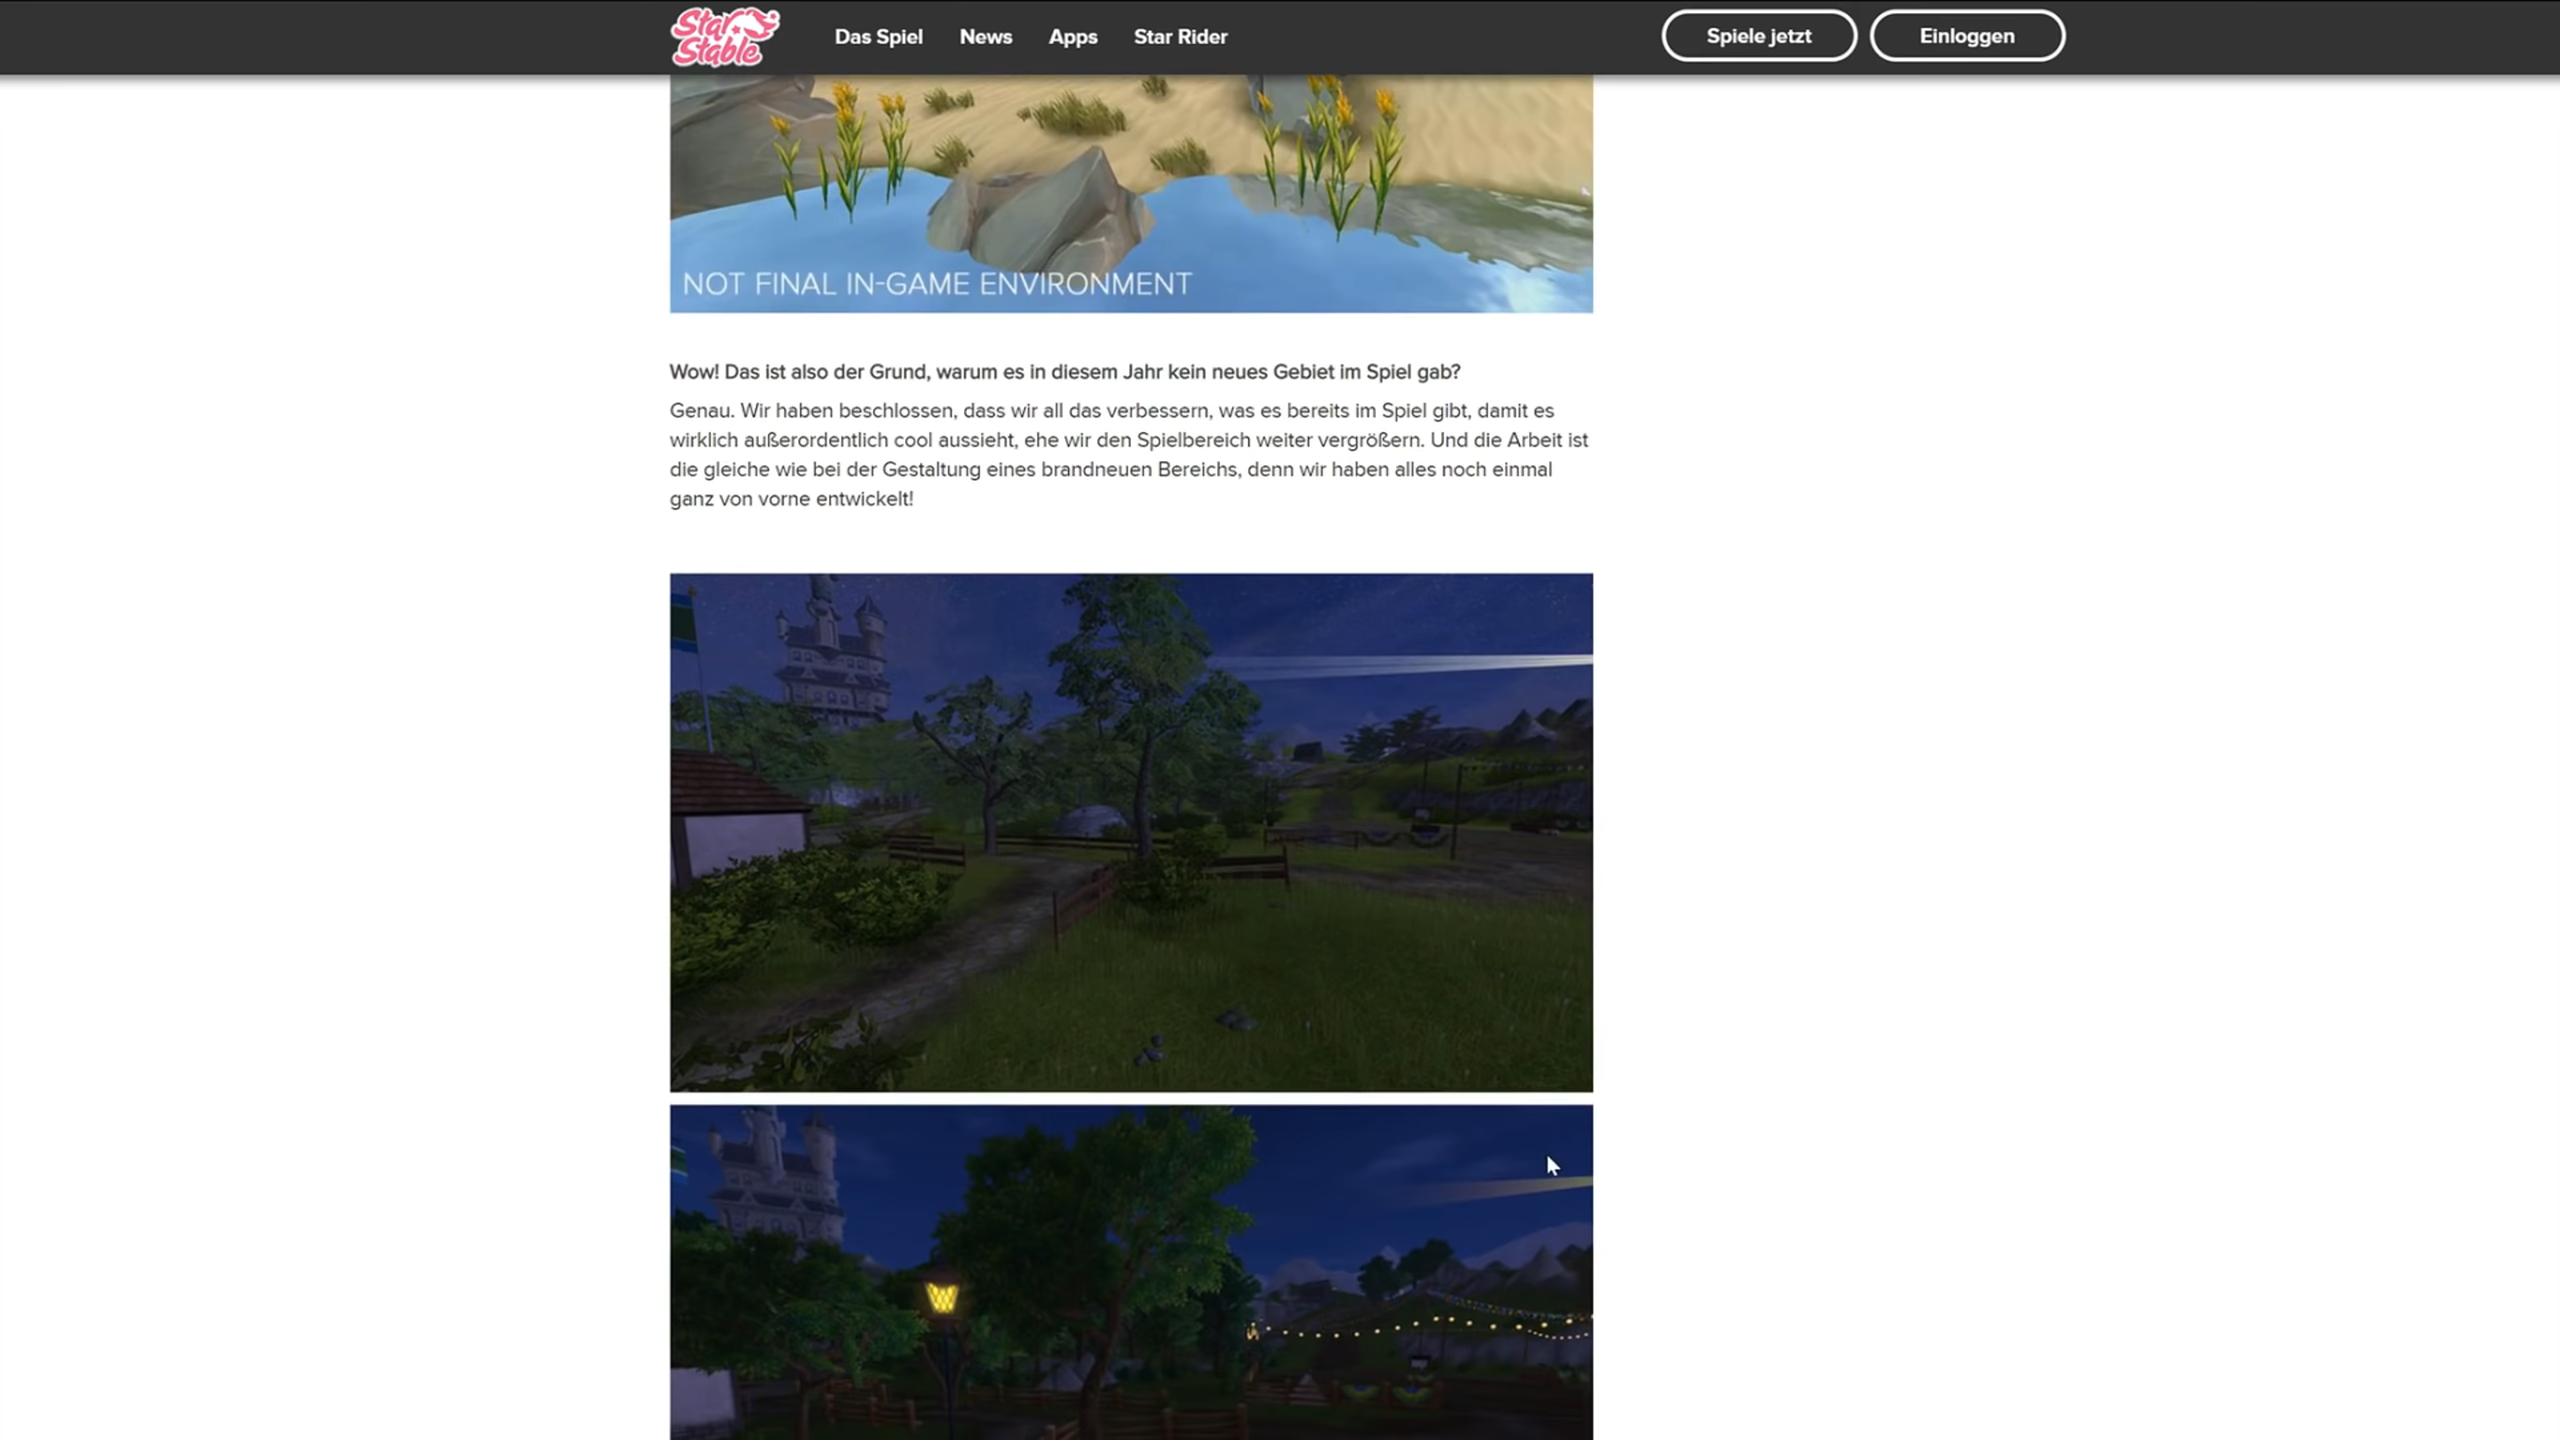 Star Stable
Das Spiel
News
Apps
Star Rider
Spiele jetzt
Einloggen
NOT FINAL IN-GAME ENVIRONMENT
Wow! Das ist also der Grund, warum es in diesem Jahr kein neues Gebiet im Spiel gab?
Genau. Wir haben beschlossen, dass wir all das verbessern, was es bereits im Spiel gibt, damit es
wirklich außerordentlich cool aussieht, ehe wir den Spielbereich weiter vergrößern. Und die Arbeit ist
die gleiche wie bei der Gestaltung eines brandneuen Bereichs, denn wir haben alles noch einmal
ganz von vorne entwickelt!